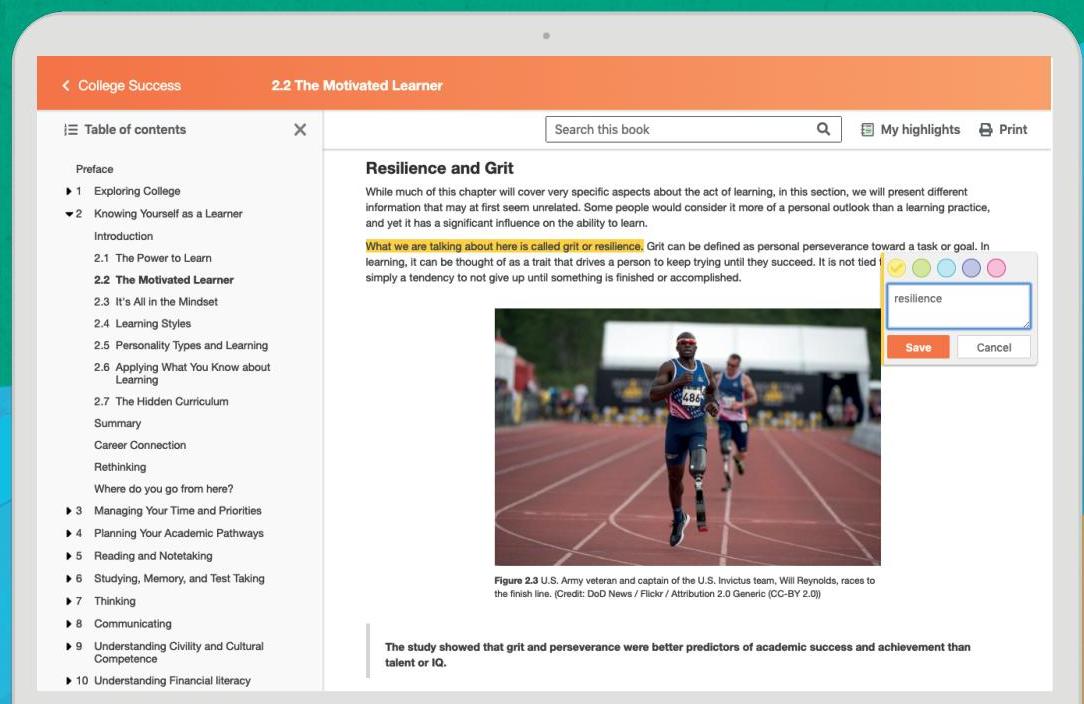 College Success
2.2 The Motivated Learner
Table of contents
Search this book
My highlights
Print
Preface
1 Exploring College
2 Knowing Yourself as a Learner
Introduction
2.1 The Power to Learn
2.2 The Motivated Learner
2.3 It's All in the Mindset
2.4 Learning Styles
2.5 Personality Types and Learning
2.6 Applying What You Know about
Learning
2.7 The Hidden Curriculum
Summary
Career Connection
Rethinking
Where do you go from here?
3 Managing Your Time and Priorities
4 Planning Your Academic Pathways
5 Reading and Notetaking
6 Studying, Memory, and Test Taking
7 Thinking
8 Communicating
9 Understanding Civility and Cultural
Competence
10 Understanding Financial literacy
Resilience and Grit
While much of this chapter will cover very specific aspects about the act of learning, in this section, we will present different
information that may at first seem unrelated. Some people would consider it more of a personal outlook than a learning practice,
and yet it has a significant influence on the ability to learn.
What we are talking about here is called grit or resilience. Grit can be defined as personal perseverance toward a task or goal. In
learning, it can be thought of as a trait that drives a person to keep trying until they succeed. It is not tied
simply a tendency to not give up until something is finished or accomplished.
resilience
Save
Cancel
486
Figure 2.3 U.S. Army veteran and captain of the U.S. Invictus team, Will Reynolds, races to
the finish line. (Credit: DoD News / Flickr / Attribution 2.0 Generic (CC-BY 2.0))
The study showed that grit and perseverance were better predictors of academic success and achievement than
talent or IQ.